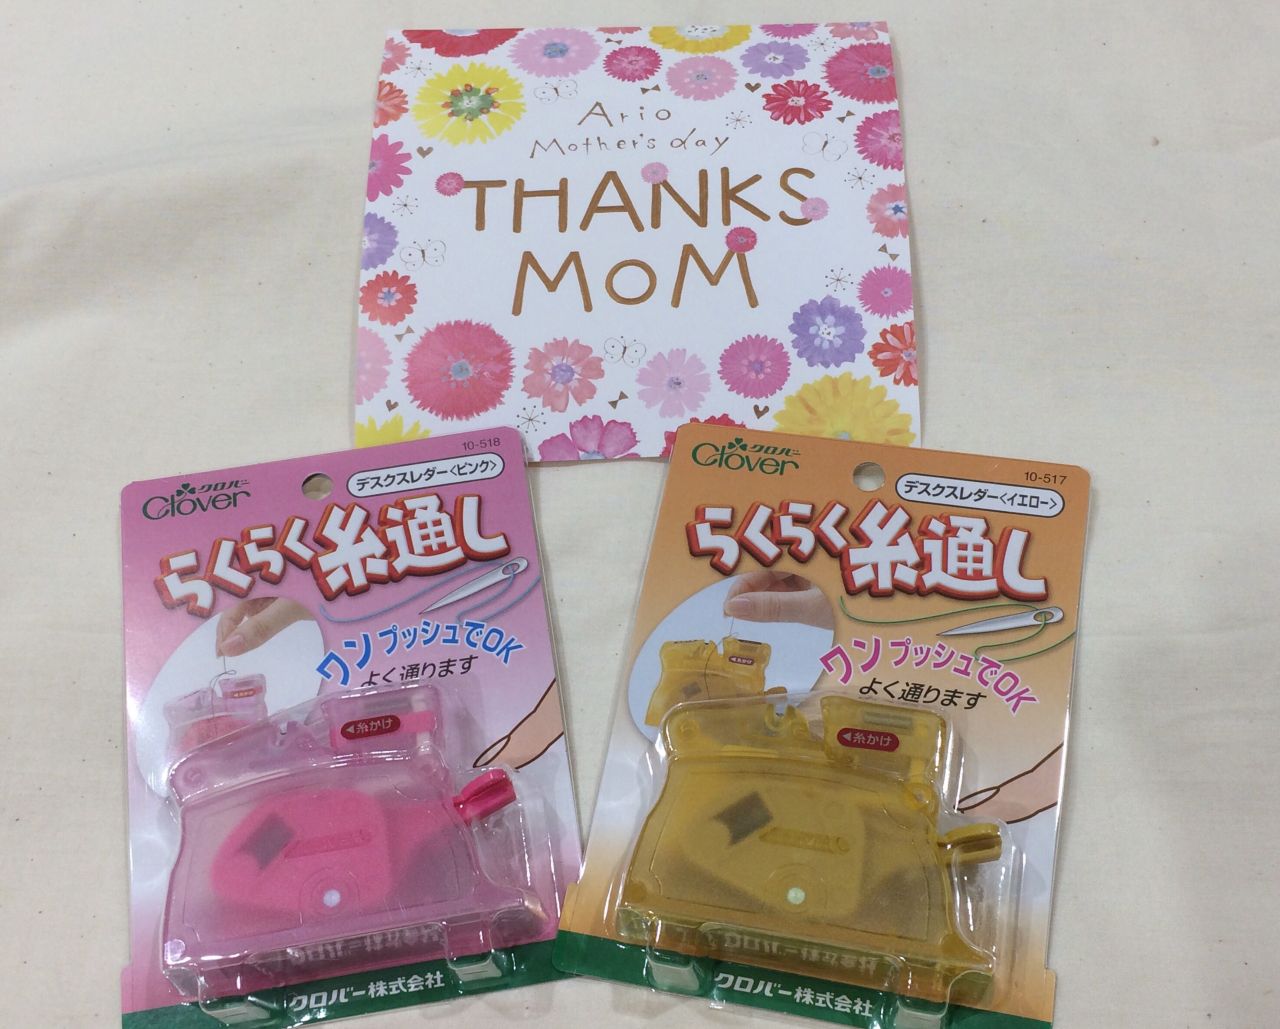 Ario
Mother's day
THANKS
MOM
10-518
クロバー
Clover
デスクスレダー<ピンク>
らくらく糸通し
ワンプッシュでOK
よく通ります
◀糸かけ
クロバー株式会社
10-517
クロバー
Clover
デスクスレダー<イエロー>
らくらく糸通し
ワンプッシュでOK
よく通ります
◀糸かけ
クロバー株式会社